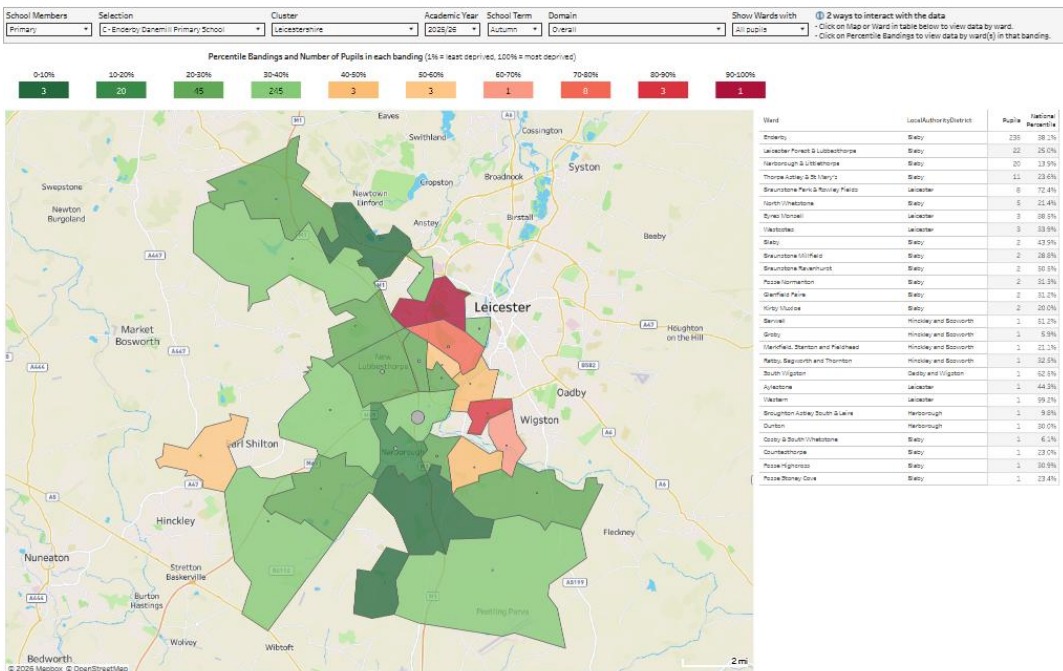 School Members
Selection
Cluster
Academic Year
School Term
Domain
Show Wards with
2 ways to interact with the data
Primary
C- Enderby Danemill Primary School
Leicestershire
2025/26
Autumn
Overall
All pupils
- Click on Map or Ward in table below to view data by ward.
- Click on Percentile Bandings to view data by ward(s) in that banding.
Percentile Bandings and Number of Pupils in each banding (1% = least deprived, 100% = most deprived)
0-10% 10-20% 20-30% 30-40% 40-50% 50-60% 60-70% 70-80% 80-90% 90-100%
3 20 45 245 3 3 1 8 3 1
Ward LocalAuthorityDistrict Pupils National Percentile
Enderby Blaby 236 38.1%
Leicester Forest & Lubbesthorpe Blaby 22 25.0%
Narborough & Littlethorpe Blaby 20 13.9%
Thorpe Astley & St Mary's Blaby 11 23.6%
Braunstone Park & Rowley Fields Leicester 8 72.4%
North Whetstone Blaby 5 21.4%
Eyres Monsell Leicester 3
Westcotes Leicester 3 33.9%
Blaby Blaby 2 43.9%
Braunstone Millfield Blaby 2 28.8%
Braunstone Ravenhurst Blaby 2
Fosse Normanton Blaby 2 31.3%
Glenfield Faire Blaby 2 31.2%
Kirby Muxloe Blaby 2
Barwell Hinckley and Bosworth 1 51.2%
Groby Hinckley and Bosworth 1
Markfield, Stanton and Fieldhead Hinckley and Bosworth 1 21.1%
Ratby, Bagworth and Thornton Hinckley and Bosworth 1
South Wigston Oadby and Wigston 1
Aylestone Leicester 1
Western Leicester 1 99.2%
Broughton Astley South & Leire Harborough 1 9.8%
Dunton Harborough 1 30.0%
Cosby & South Whetstone Blaby 1 6.1%
Countesthorpe Blaby 1 23.0%
Fosse Highcross Blaby 1 30.9%
Fosse Stoney Cove Blaby 1 23.4%
Eaves
A6
Cossington
Swithland
M1
Syston
Swepstone
Newtown Linford
Cropston
Broadnook
Newton Burgoland
Anstey
Birstall
Beeby
A447
M1
Leicester
Market Bosworth
A47
Houghton on the Hill
A447
New Lubbesthorpe
A444
Oadby
Wigston
Earl Shilton
Narborough
A6
A47
A5
A6
Hinckley
Fleckney
Nuneaton
Stretton Baskerville
A5199
A444
Burton Hastings
Peatling Parva
Wolvey
Wibtoft
Bedworth
2 mi
© 2026 Mapbox © OpenStreetMap